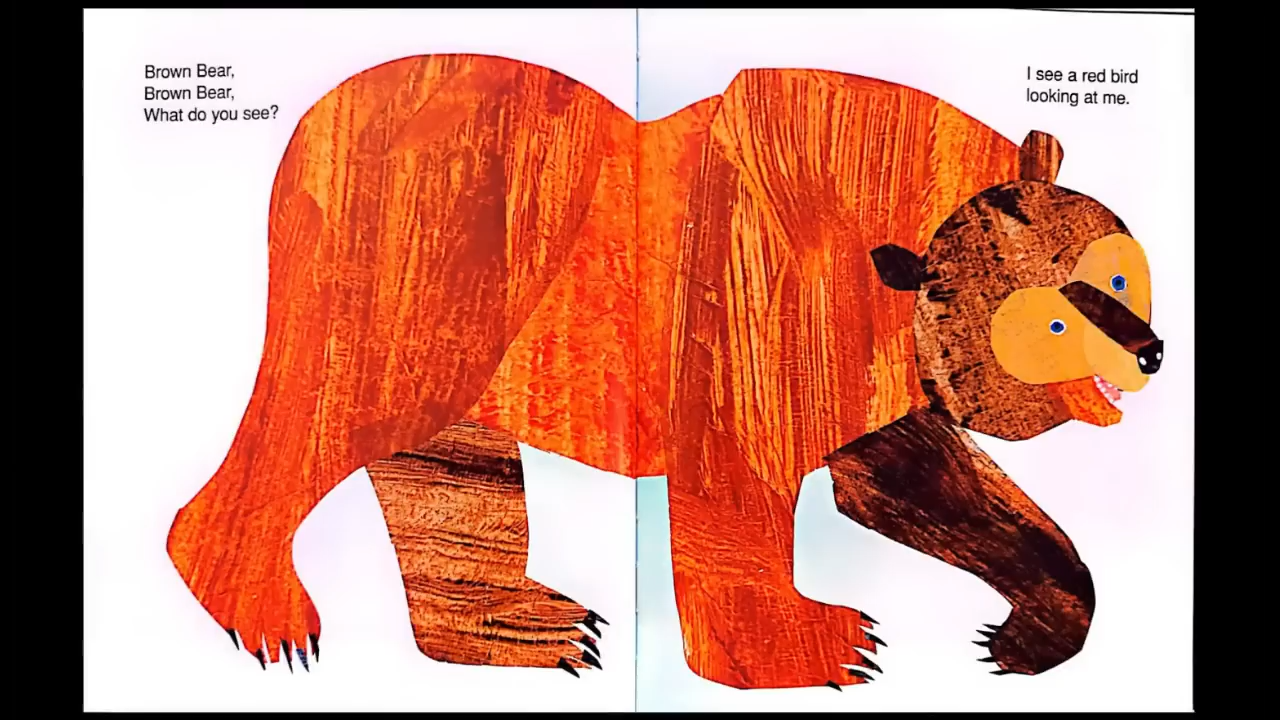 Brown Bear,
Brown Bear,
What do you see?
I see a red bird
looking at me.